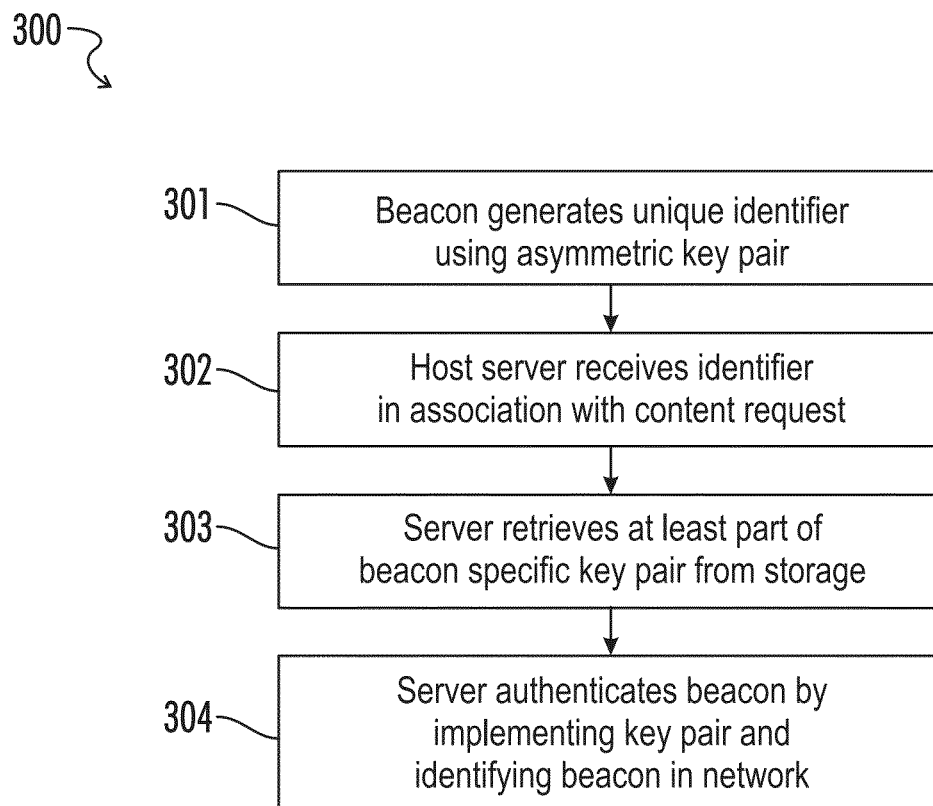 300
301
Beacon generates unique identifier
using asymmetric key pair
302
Host server receives identifier
in association with content request
303
Server retrieves at least part of
beacon specific key pair from storage
304
Server authenticates beacon by
implementing key pair and
identifying beacon in network